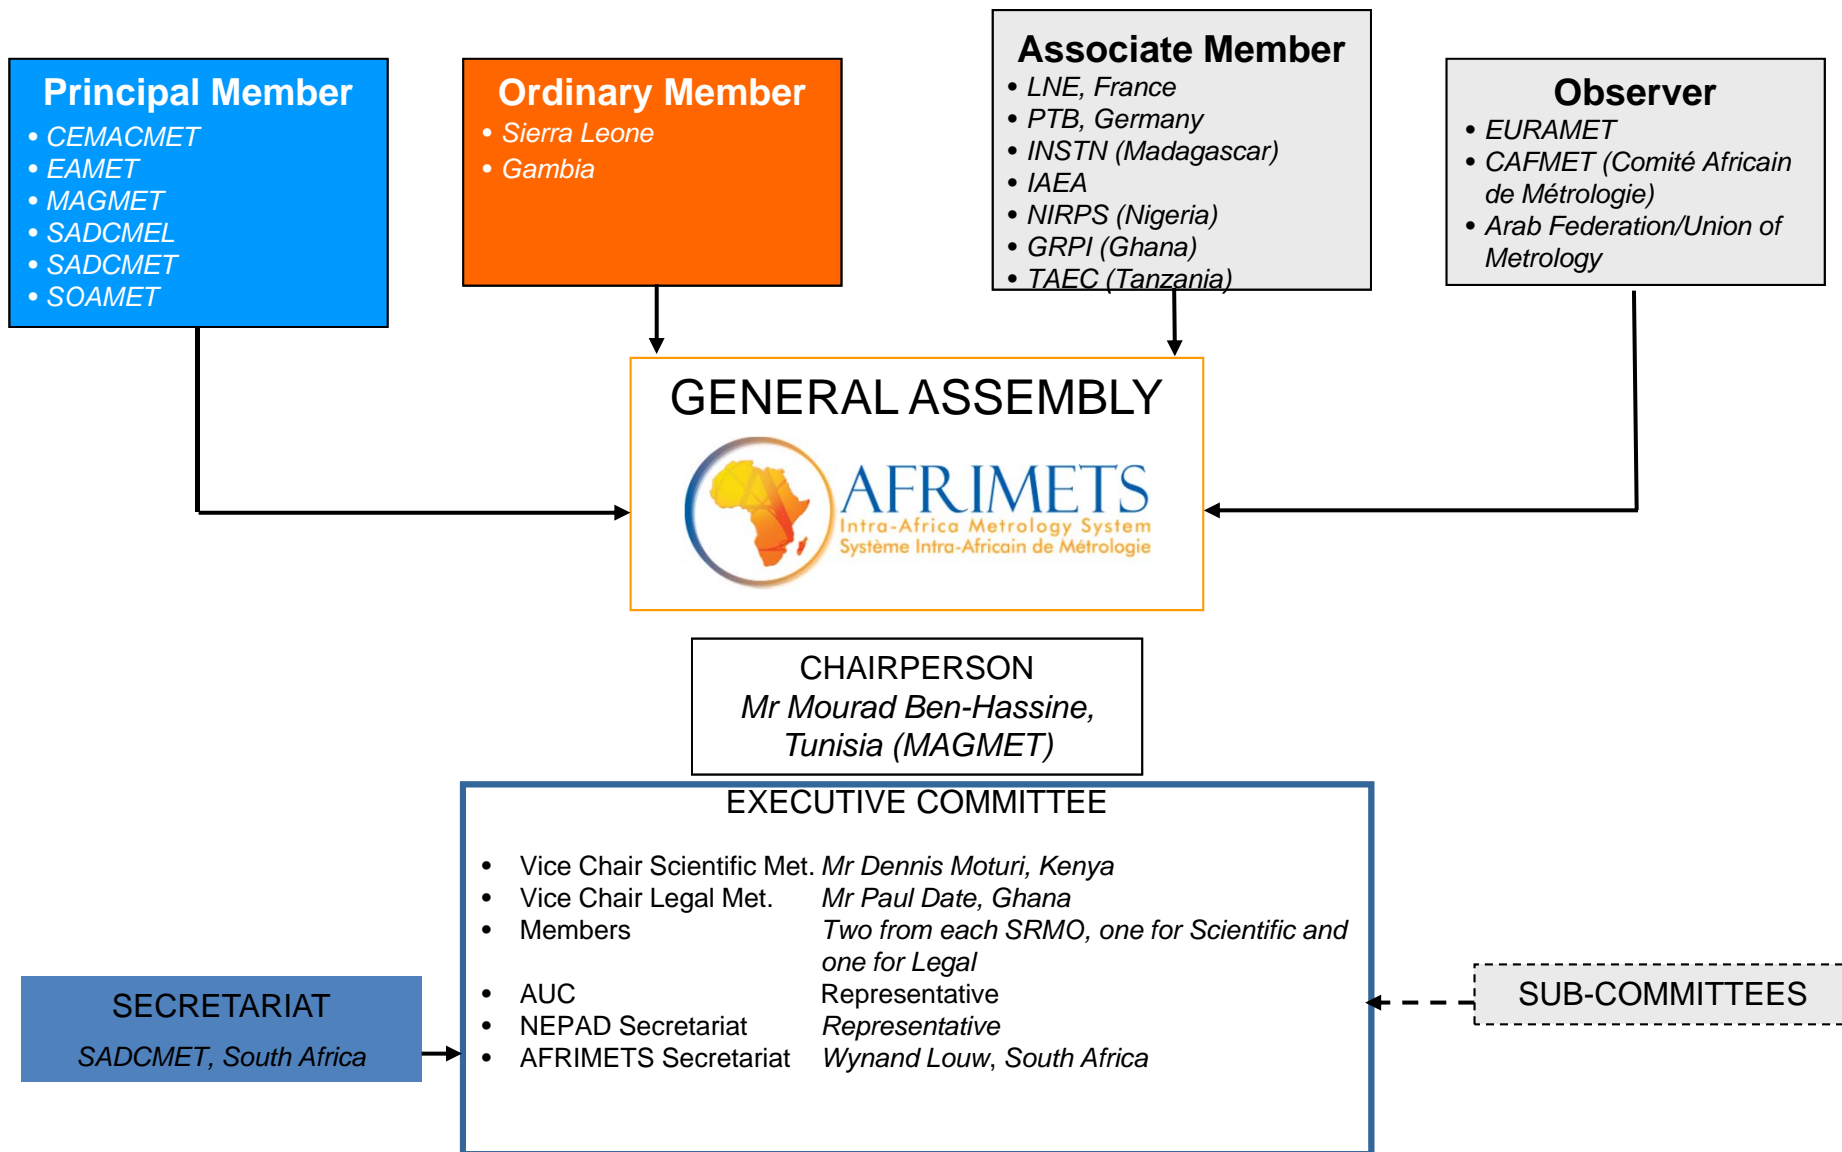 Principal Member
• CEMACMET
• EAMET
• MAGMET
• SADCMEL
• SADCMET
• SOAMET
Ordinary Member
• Sierra Leone
• Gambia
Associate Member
• LNE, France
• PTB, Germany
• INSTN (Madagascar)
• IAEA
• NIRPS (Nigeria)
• GRPI (Ghana)
• TAEC (Tanzania)
Observer
• EURAMET
• CAFMET (Comité Africain
de Métrologie)
• Arab Federation/Union of
Metrology
GENERAL ASSEMBLY
AFRIMETS
Intra-Africa Metrology System
Système Intra-Africain de Métrologie
CHAIRPERSON
Mr Mourad Ben-Hassine,
Tunisia (MAGMET)
EXECUTIVE COMMITTEE
• Vice Chair Scientific Met. Mr Dennis Moturi, Kenya
• Vice Chair Legal Met. Mr Paul Date, Ghana
• Members Two from each SRMO, one for Scientific and
one for Legal
• AUC Representative
• NEPAD Secretariat Representative
• AFRIMETS Secretariat Wynand Louw, South Africa
SECRETARIAT
SADCMET, South Africa
SUB-COMMITTEES